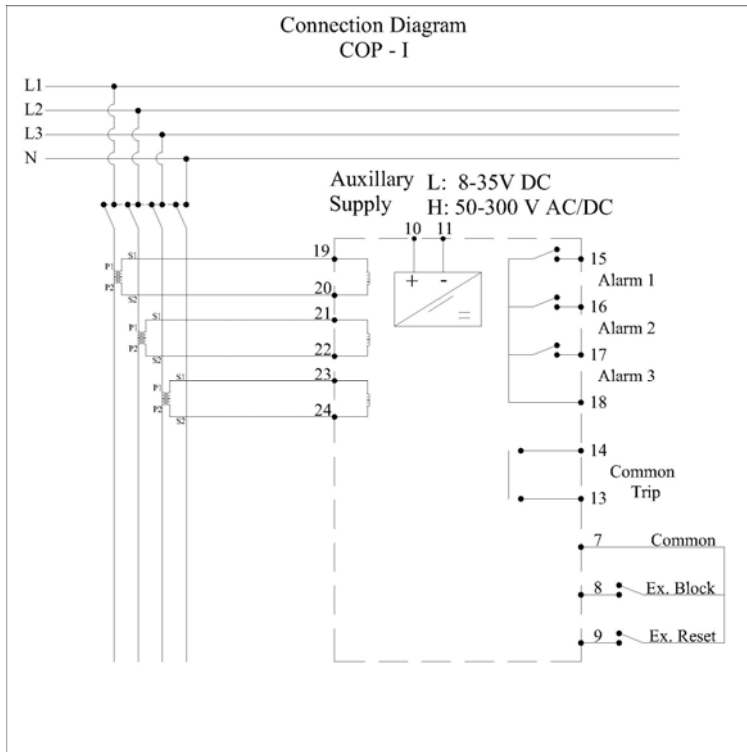 Connection Diagram
COP - I
L1
L2
L3
N
Auxillary L: 8-35V DC
Supply H: 50-300 V AC/DC
10 11
+ -
19
S1
P1
P2
S2
20
21
S1
P1
P2
S2
22
23
S1
P1
P2
S2
24
15
Alarm 1
16
Alarm 2
17
Alarm 3
18
14
Common
Trip
13
7 Common
8 Ex. Block
9 Ex. Reset